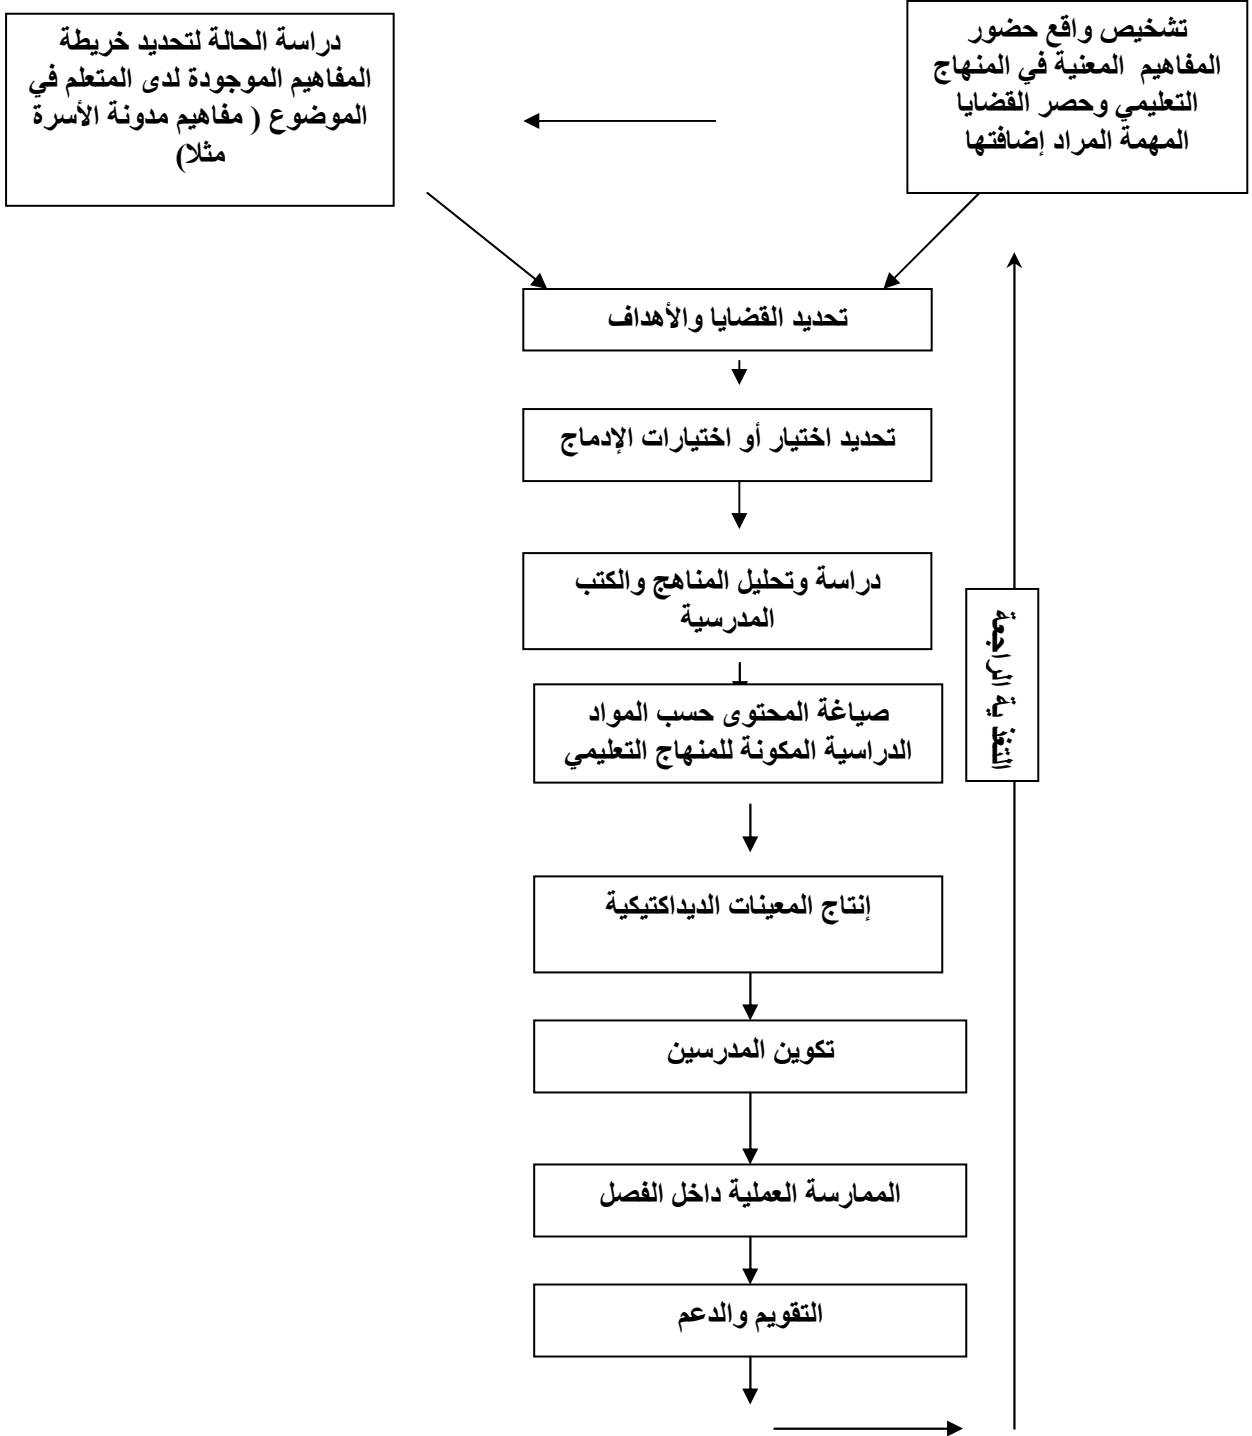 تشخيص واقع حضور
المفاهيم المعنية في المنهاج
التعليمي وحصر القضايا
المهمة المراد إضافتها
دراسة الحالة لتحديد خريطة
المفاهيم الموجودة لدى المتعلم في
الموضوع ( مفاهيم مدونة الأسرة
مثلا)
تحديد القضايا والأهداف
تحديد اختيار أو اختيارات الإدماج
دراسة وتحليل المناهج والكتب
المدرسية
التغذية الراجعة
صياغة المحتوى حسب المواد
الدراسية المكونة للمنهاج التعليمي
إنتاج المعينات الديداكتيكية
تكوين المدرسين
الممارسة العملية داخل الفصل
التقويم والدعم